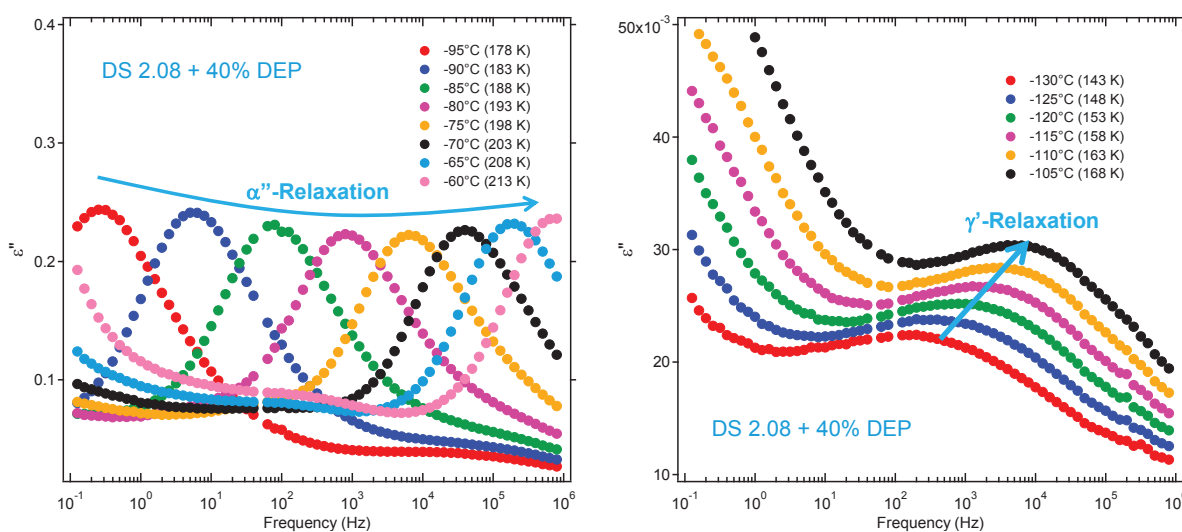 0.4
0.3
0.2
0.1
ε''
DS 2.08 + 40% DEP
-95°C (178 K)
-90°C (183 K)
-85°C (188 K)
-80°C (193 K)
-75°C (198 K)
-70°C (203 K)
-65°C (208 K)
-60°C (213 K)
α''-Relaxation
10⁻¹ 10⁰ 10¹ 10² 10³ 10⁴ 10⁵ 10⁶
Frequency (Hz)
50x10⁻³
40
30
20
10
ε''
-130°C (143 K)
-125°C (148 K)
-120°C (153 K)
-115°C (158 K)
-110°C (163 K)
-105°C (168 K)
γ'-Relaxation
DS 2.08 + 40% DEP
10⁻¹ 10⁰ 10¹ 10² 10³ 10⁴ 10⁵ 10⁶
Frequency (Hz)